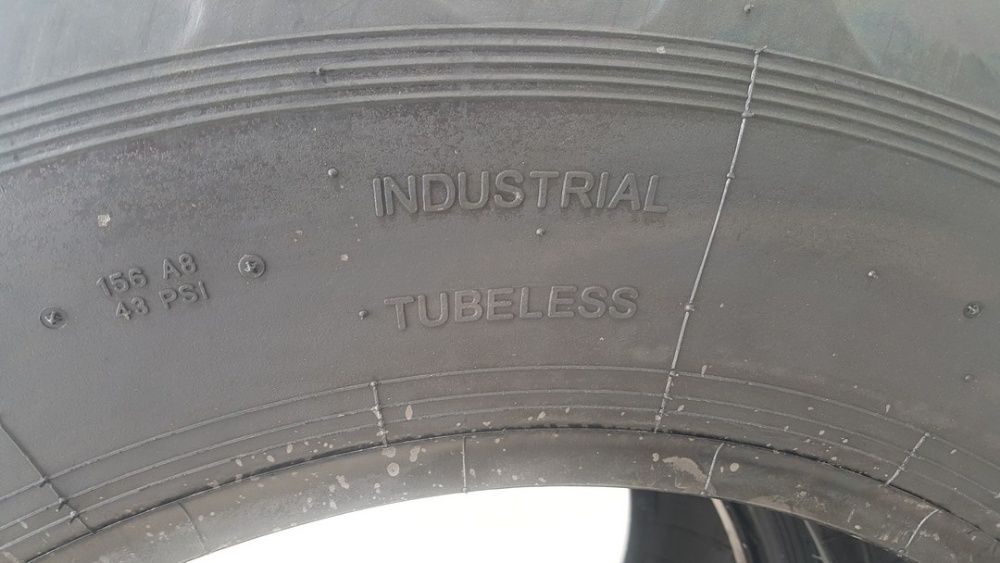 INDUSTRIAL
156 A8
43 PSI
TUBELESS